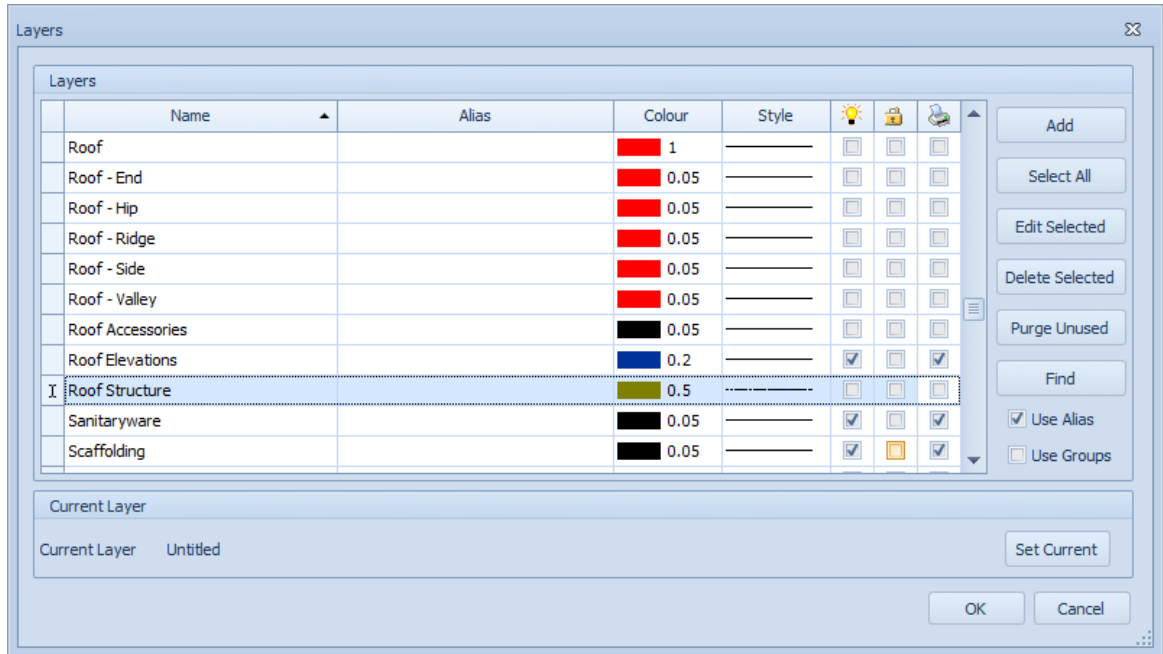 Layers
Layers
Name Alias Colour Style
Roof 1
Roof - End 0.05
Roof - Hip 0.05
Roof - Ridge 0.05
Roof - Side 0.05
Roof - Valley 0.05
Roof Accessories 0.05
Roof Elevations 0.2
Roof Structure 0.5
Sanitaryware 0.05
Scaffolding 0.05
Add
Select All
Edit Selected
Delete Selected
Purge Unused
Find
Use Alias
Use Groups
Current Layer
Current Layer Untitled
Set Current
OK Cancel